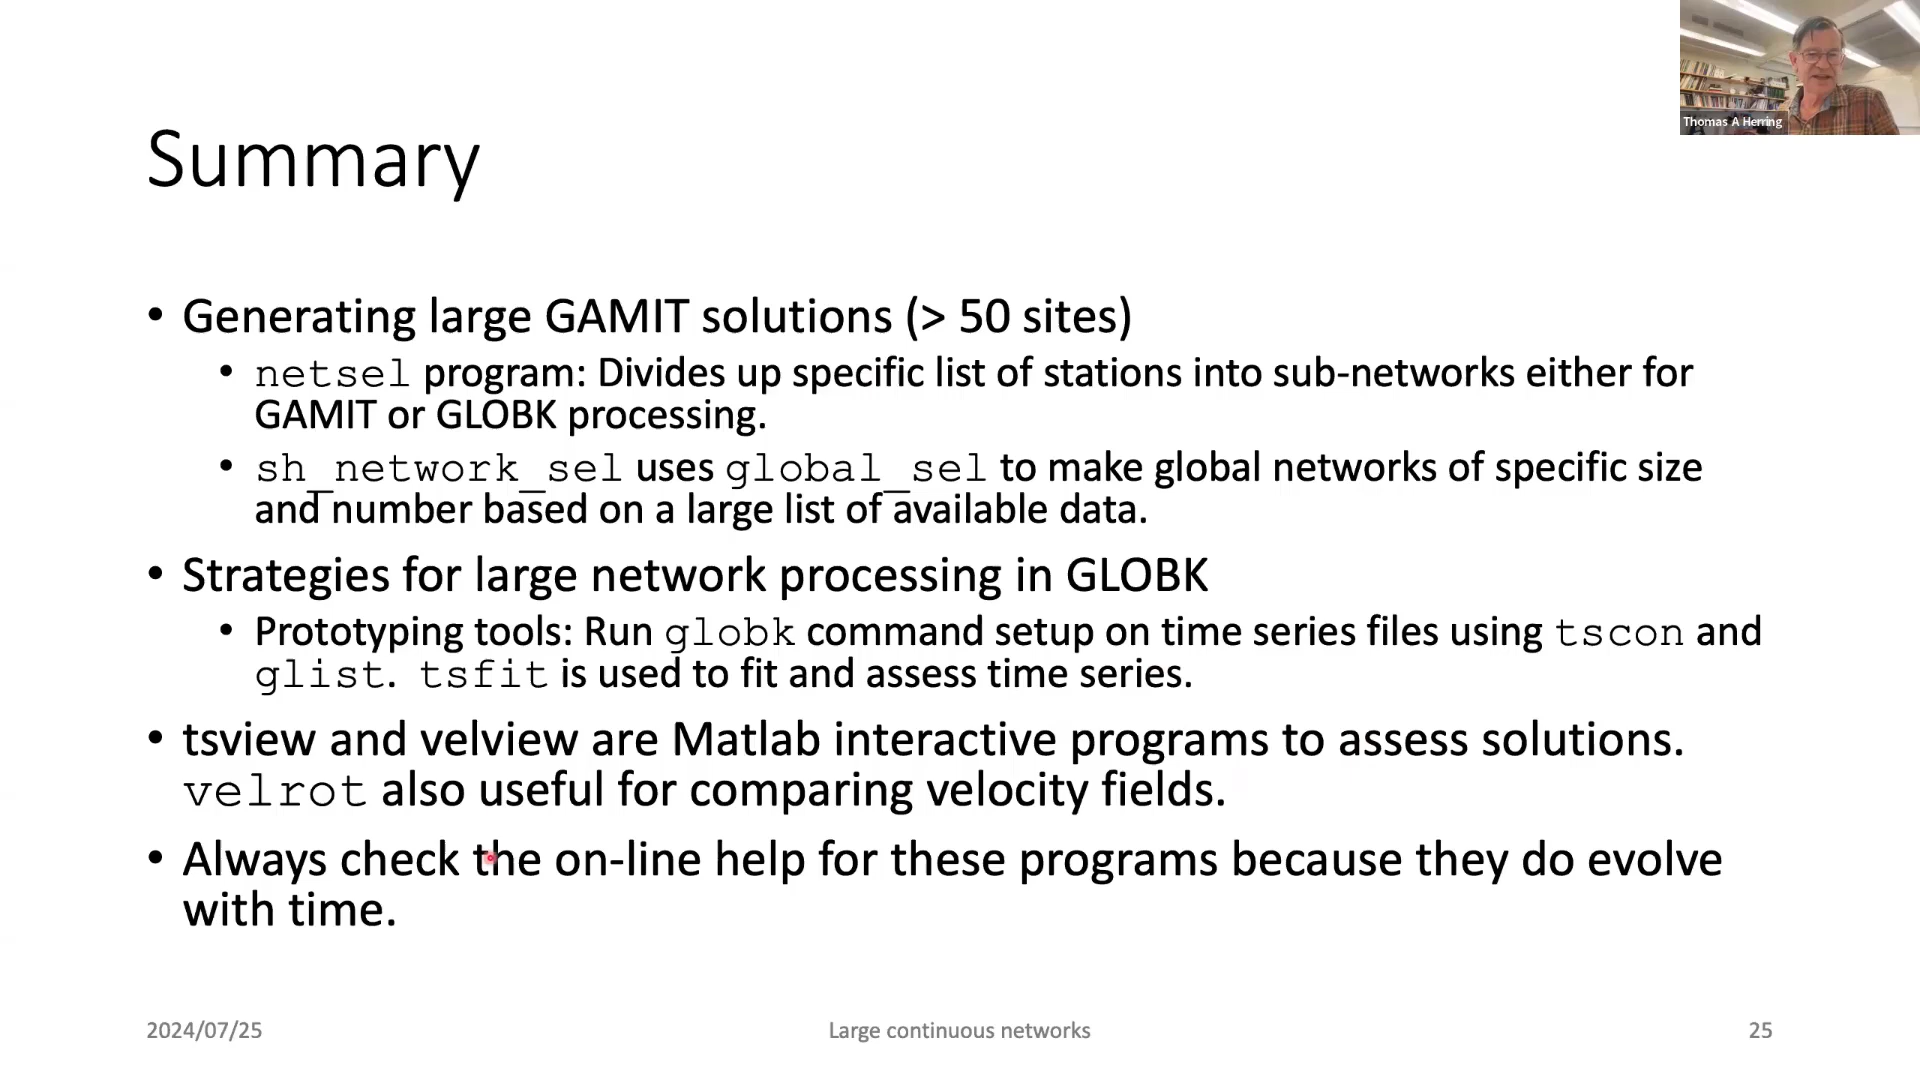 Thomas A Herring
Summary
• Generating large GAMIT solutions (> 50 sites)
• netsel program: Divides up specific list of stations into sub-networks either for
GAMIT or GLOBK processing.
• sh_network_sel uses global_sel to make global networks of specific size
and number based on a large list of available data.
• Strategies for large network processing in GLOBK
• Prototyping tools: Run globk command setup on time series files using tscon and
glist. tsfit is used to fit and assess time series.
• tsview and velview are Matlab interactive programs to assess solutions.
velrot also useful for comparing velocity fields.
• Always check the on-line help for these programs because they do evolve
with time.
2024/07/25
Large continuous networks
25